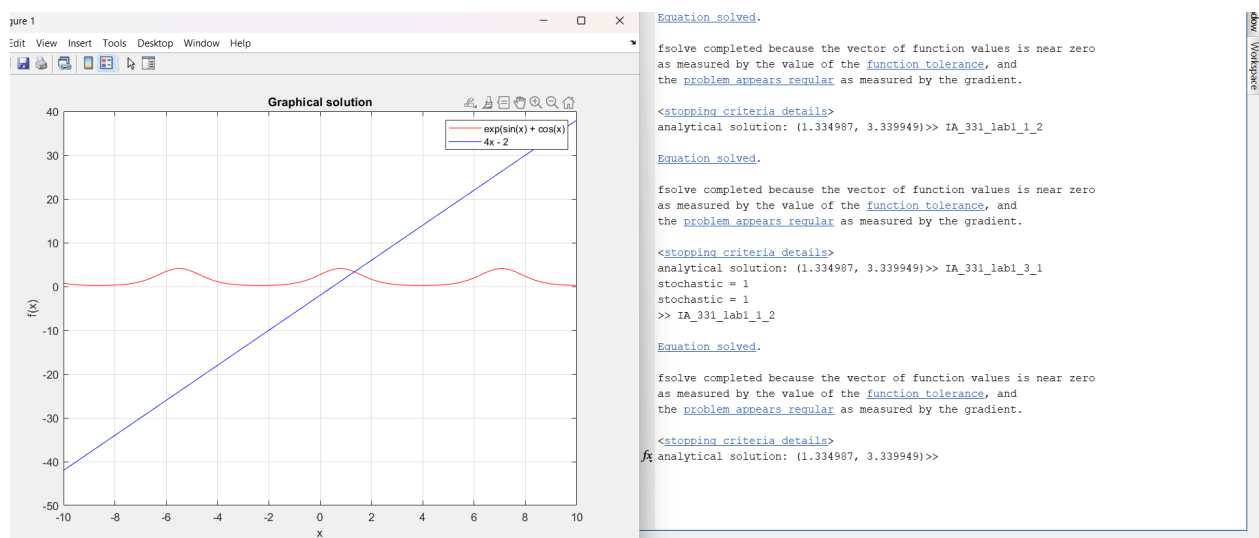 gure 1
Edit View Insert Tools Desktop Window Help
Graphical solution
exp(sin(x) + cos(x)
4x - 2
40
30
20
10
0
-10
-20
-30
-40
-50
f(x)
-10 -8 -6 -4 -2 0 2 4 6 8 10
x
Equation solved.
fsolve completed because the vector of function values is near zero
as measured by the value of the function tolerance, and
the problem appears regular as measured by the gradient.
<stopping criteria details>
analytical solution: (1.334987, 3.339949)>> IA_331_lab1_1_2
Equation solved.
fsolve completed because the vector of function values is near zero
as measured by the value of the function tolerance, and
the problem appears regular as measured by the gradient.
<stopping criteria details>
analytical solution: (1.334987, 3.339949)>> IA_331_lab1_3_1
stochastic = 1
stochastic = 1
>> IA_331_lab1_1_2
Equation solved.
fsolve completed because the vector of function values is near zero
as measured by the value of the function tolerance, and
the problem appears regular as measured by the gradient.
<stopping criteria details>
fx analytical solution: (1.334987, 3.339949)>>
Workspace